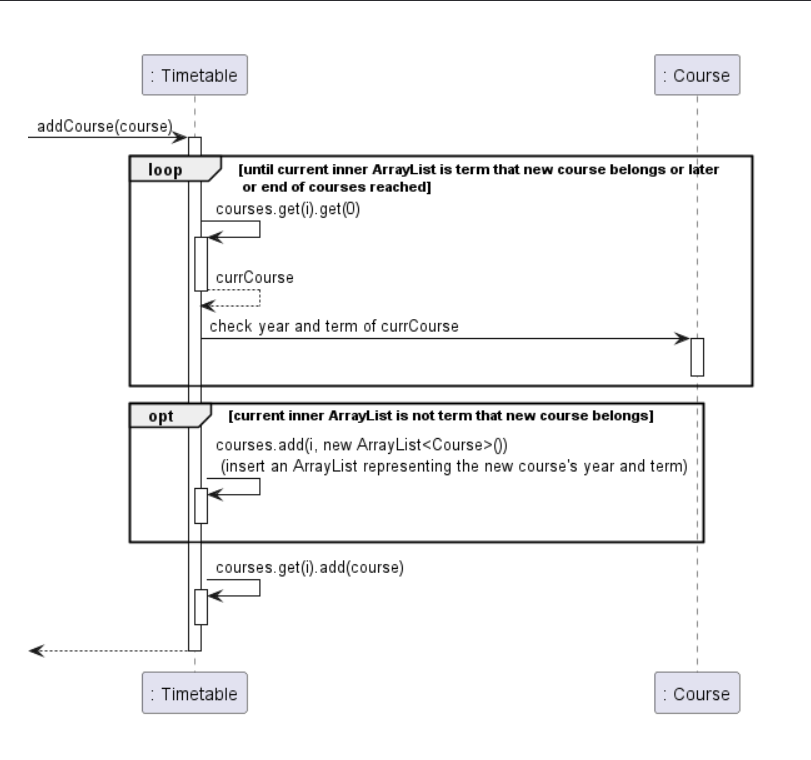 : Timetable
: Course
addCourse(course)
loop
[until current inner ArrayList is term that new course belongs or later
or end of courses reached]
courses.get(i).get(0)
currCourse
check year and term of currCourse
opt
[current inner ArrayList is not term that new course belongs]
courses.add(i, new ArrayList<Course>())
(insert an ArrayList representing the new course's year and term)
courses.get(i).add(course)
: Timetable
: Course